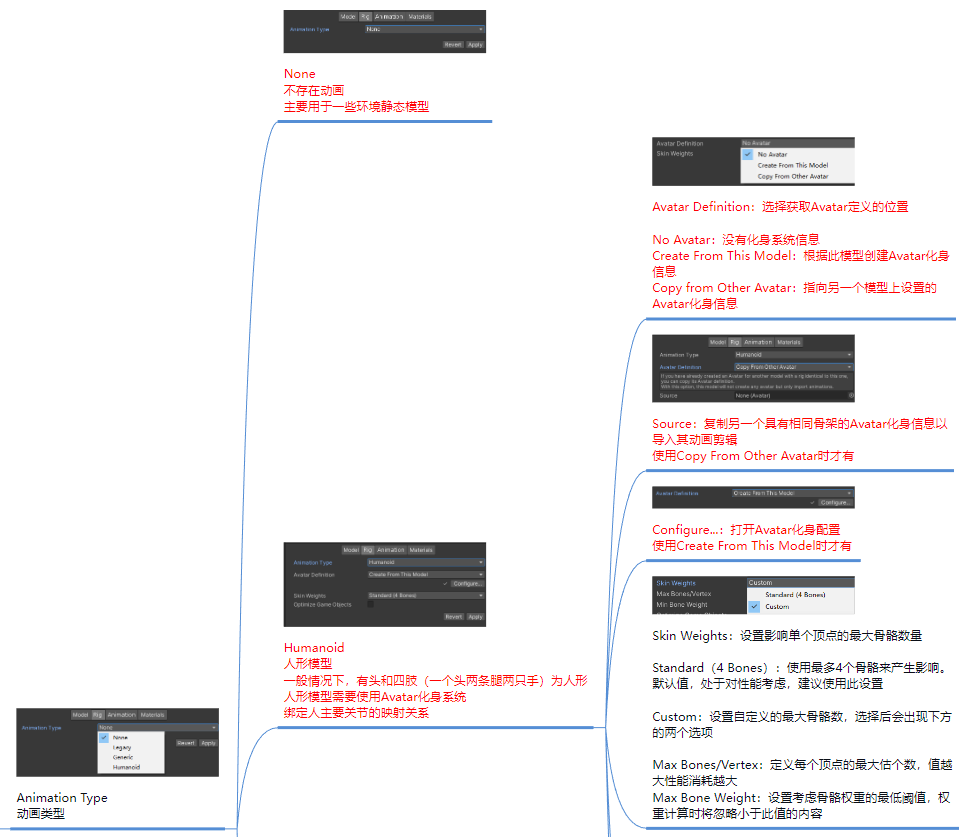 Model Rig Animation Materials
Animation Type None
Revert Apply
None
不存在动画
主要用于一些环境静态模型
Avatar Definition No Avatar
Skin Weights No Avatar
Create From This Model
Copy From Other Avatar
Avatar Definition：选择获取Avatar定义的位置
No Avatar：没有化身系统信息
Create From This Model：根据此模型创建Avatar化身
信息
Copy from Other Avatar：指向另一个模型上设置的
Avatar化身信息
Model Rig Animation Materials
Animation Type Humanoid
Avatar Definition Copy From Other Avatar
If you have already created an Avatar for another model with a rig identical to this one,
you can copy its Avatar definition.
With this option, this model will not create any avatar but only import animations.
Source None (Avatar)
Source：复制另一个具有相同骨架的Avatar化身信息以
导入其动画剪辑
使用Copy From Other Avatar时才有
Avatar Definition Create From This Model
Configure...
Configure...：打开Avatar化身配置
使用Create From This Model时才有
Model Rig Animation Materials
Animation Type Humanoid
Avatar Definition Create From This Model
Configure...
Skin Weights Standard (4 Bones)
Optimize Game Objects
Revert Apply
Humanoid
人形模型
一般情况下，有头和四肢（一个头两条腿两只手）为人形
人形模型需要使用Avatar化身系统
绑定人主要关节的映射关系
Skin Weights Custom
Max Bones/Vertex Standard (4 Bones)
Min Bone Weight Custom
Skin Weights：设置影响单个顶点的最大骨骼数量
Standard（4 Bones）：使用最多4个骨骼来产生影响。
默认值，处于对性能考虑，建议使用此设置
Custom：设置自定义的最大骨骼数，选择后会出现下方
的两个选项
Max Bones/Vertex：定义每个顶点的最大估个数，值越
大性能消耗越大
Max Bone Weight：设置考虑骨骼权重的最低阈值，权
重计算时将忽略小于此值的内容
Model Rig Animation Materials
Animation Type None
None
Legacy
Generic
Humanoid
Revert Apply
Animation Type
动画类型